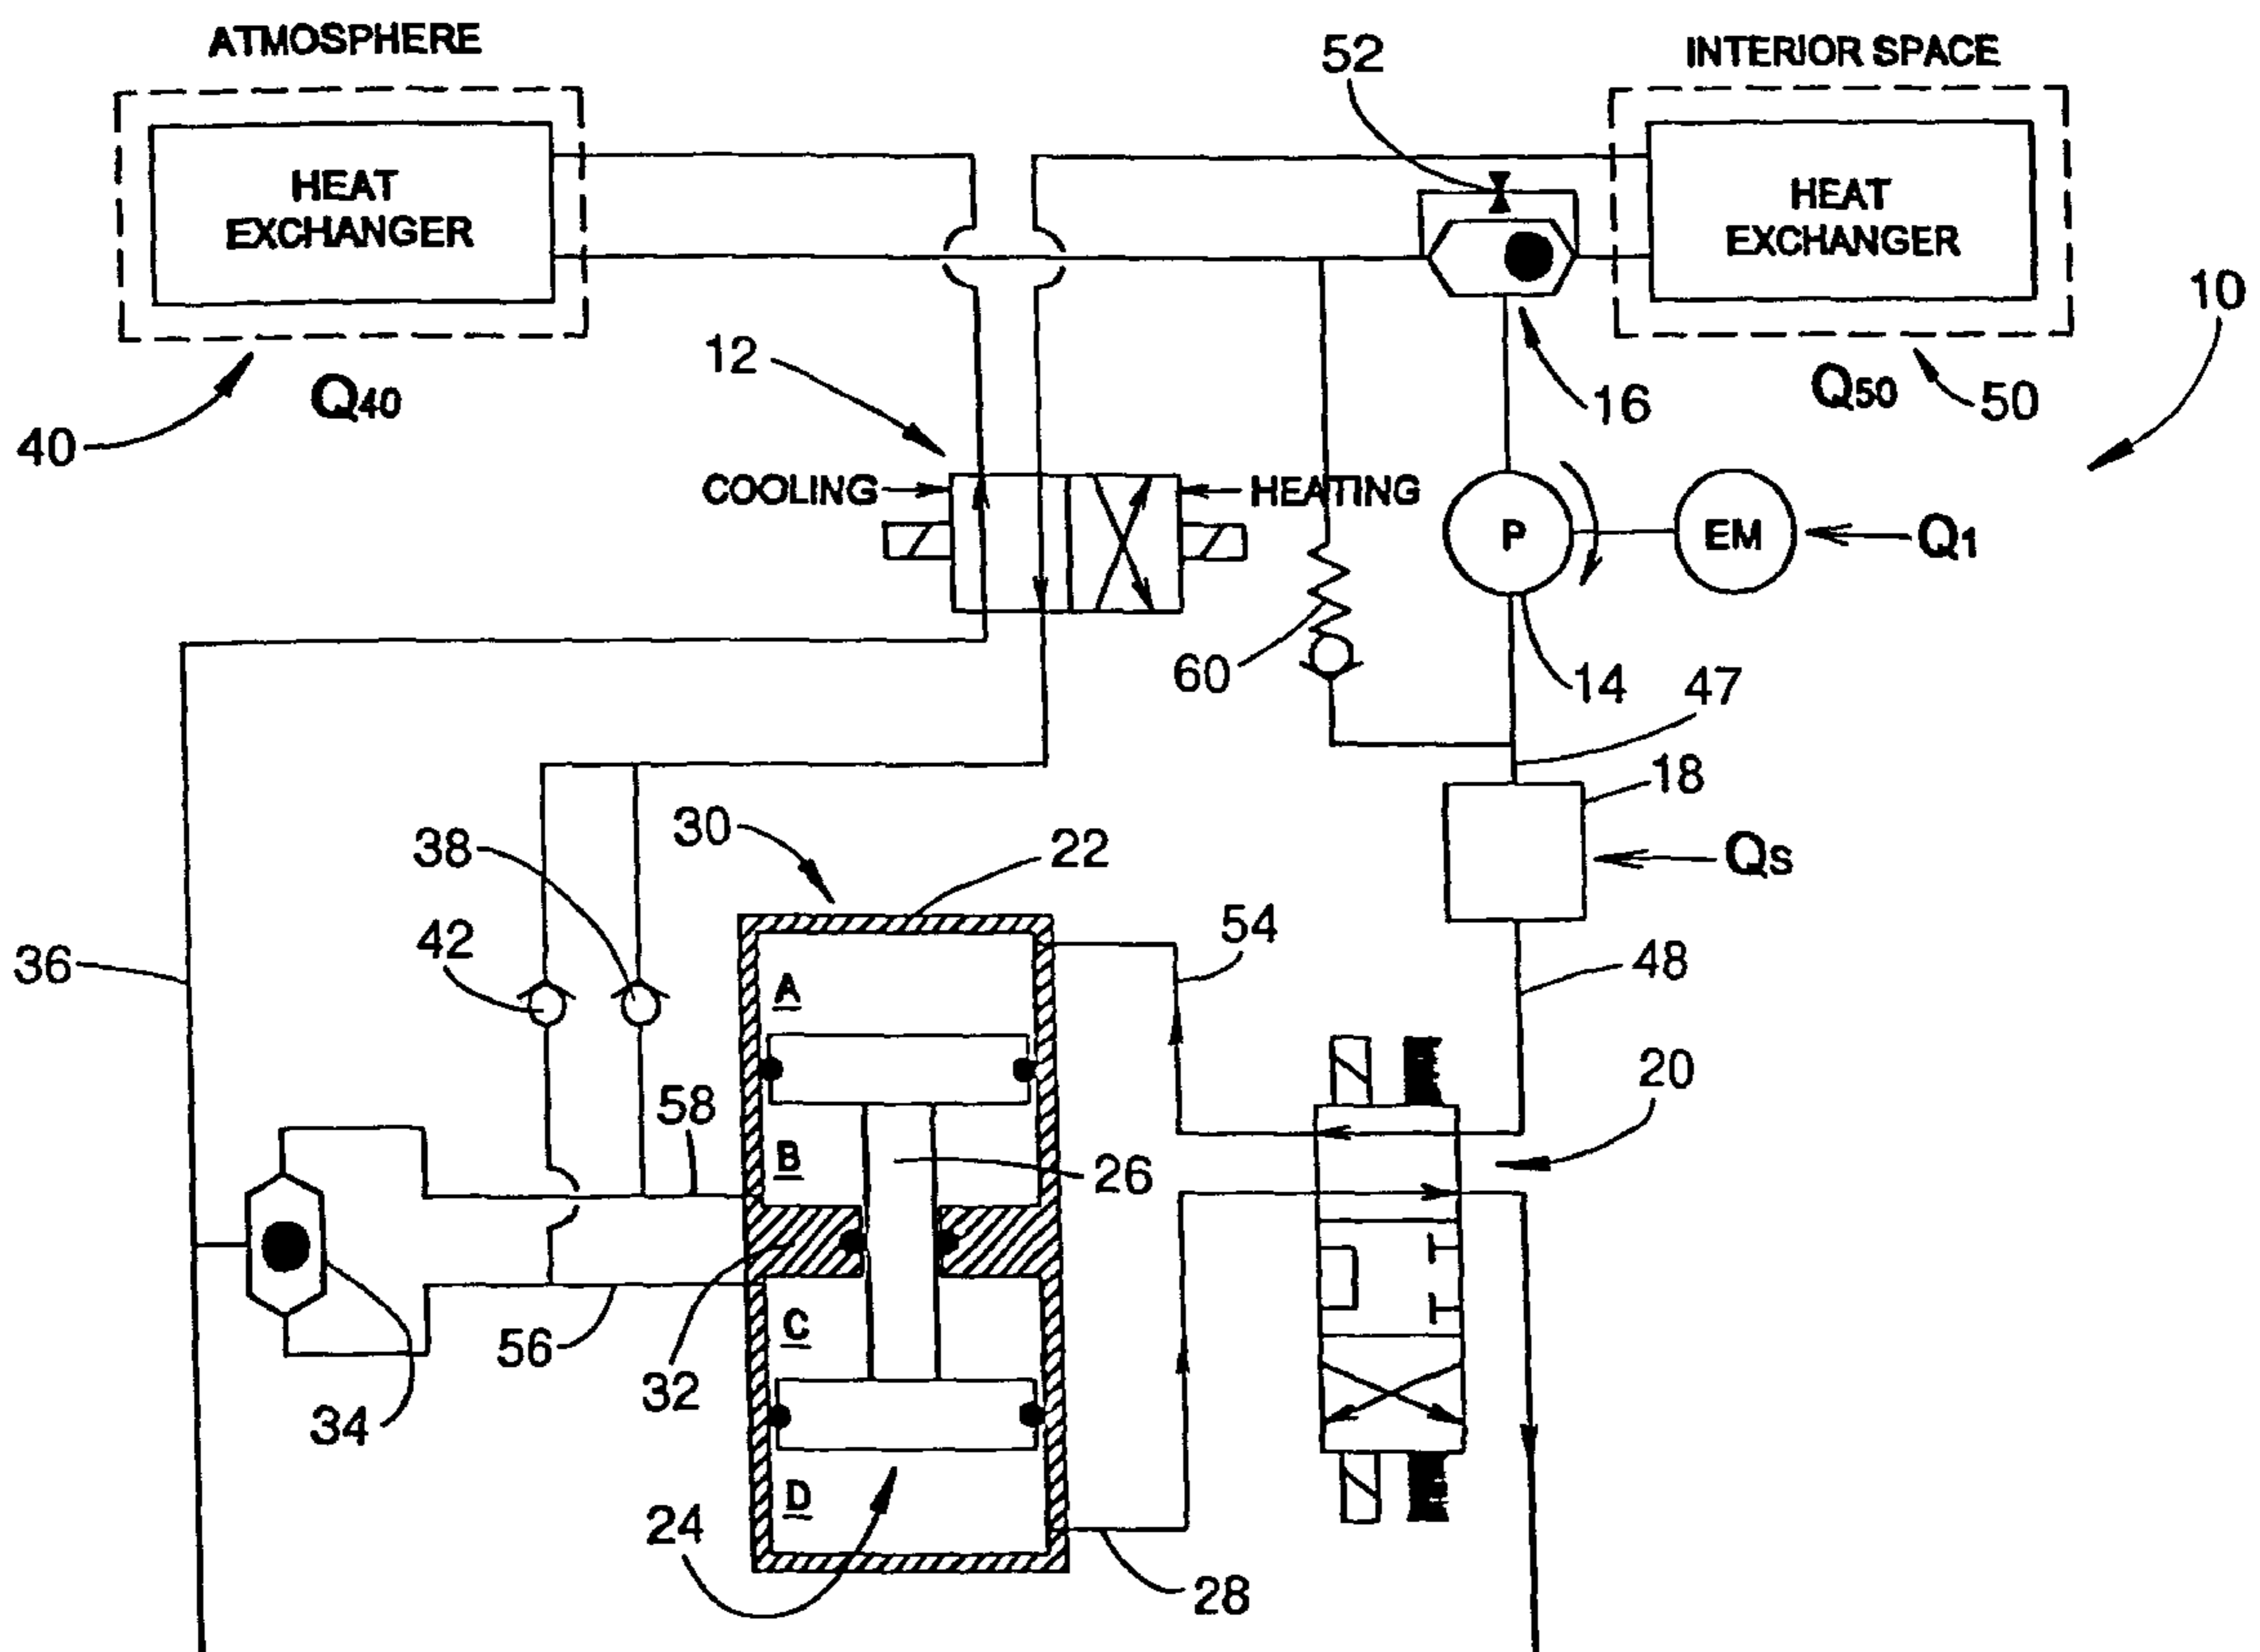 ATMOSPHERE
52
INTERIOR SPACE
HEAT
EXCHANGER
HEAT
EXCHANGER
10
12
40
Q40
16
Q50
50
COOLING
HEATING
P
EM
Q1
60
14
47
18
30
22
38
QS
42
54
36
A
48
20
58
B
26
C
56
32
34
D
24
28